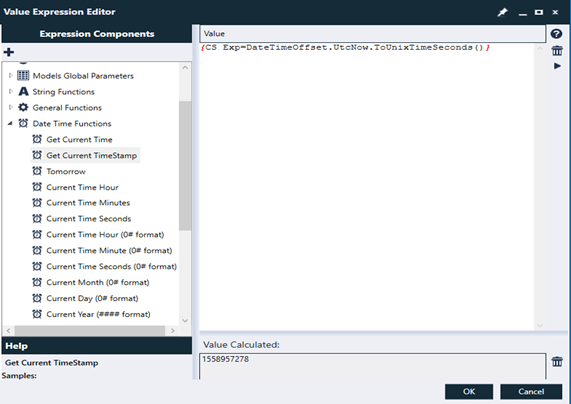 Value Expression Editor
Expression Components
Models Global Parameters
String Functions
General Functions
Date Time Functions
Get Current Time
Get Current TimeStamp
Tomorrow
Current Time Hour
Current Time Minutes
Current Time Seconds
Current Time Hour (0# format)
Current Time Minute (0# format)
Current Time Seconds (0# format)
Current Month (0# format)
Current Day (0# format)
Current Year (#### format)
Help
Get Current TimeStamp
Samples:
Value
{CS Exp=DateTimeOffset.UtcNow.ToUnixTimeSeconds()}
Value Calculated:
1558957278
OK
Cancel